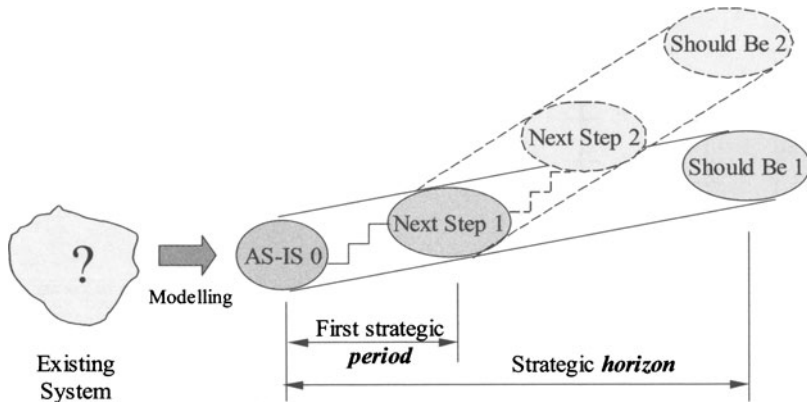 Should Be 2
Next Step 2
Should Be 1
Next Step 1
AS-IS 0
?
Modelling
First strategic
period
Existing
System
Strategic horizon